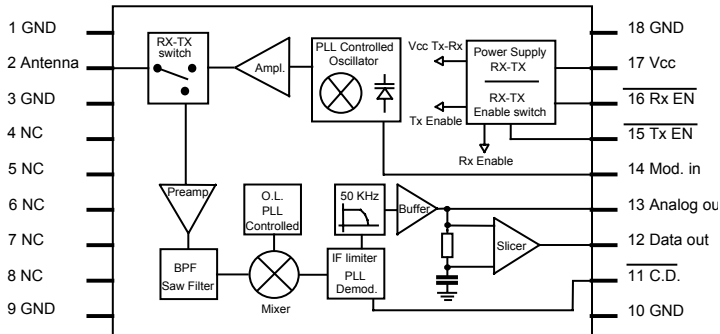 1 GND
2 Antenna
3 GND
4 NC
5 NC
6 NC
7 NC
8 NC
9 GND
RX-TX
switch
Ampl.
PLL Controlled
Oscillator
Vcc Tx-Rx
Tx Enable
Power Supply
RX-TX
RX-TX
Enable switch
Rx Enable
Preamp.
O.L.
PLL
Controlled
50 KHz
Buffer
Slicer
BPF
Saw Filter
Mixer
IF limiter
PLL
Demod.
18 GND
17 Vcc
16 Rx EN
15 Tx EN
14 Mod. in
13 Analog ou
12 Data out
11 C.D.
10 GND